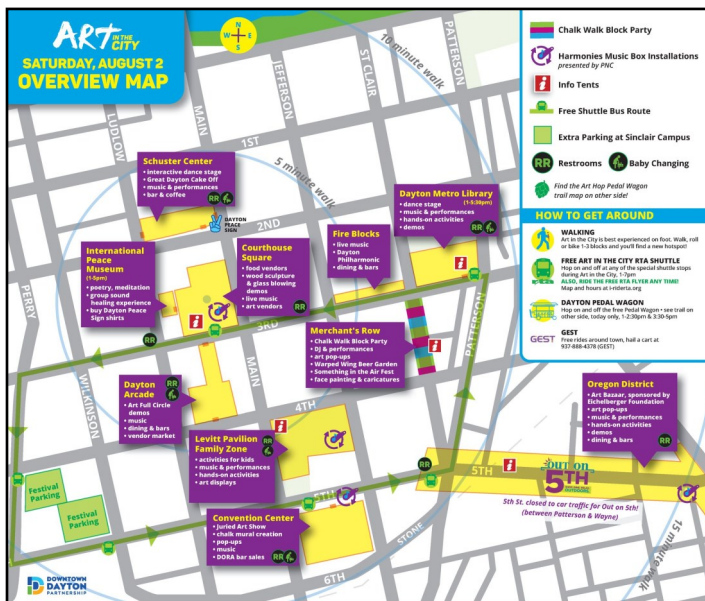 ART
IN THE
CITY
SATURDAY, AUGUST 2
OVERVIEW MAP
N
W
E
S
PERRY
LUDLOW
MAIN
JEFFERSON
ST CLAIR
PATTERSON
10 minute walk
1ST
5 minute walk
Schuster Center
• interactive dance stage
• Great Dayton Cake Off
• music & performances
• bar & coffee
RR
DAYTON
PEACE
SIGN
2ND
International
Peace
Museum
(1-5pm)
• poetry, meditation
• group sound
healing experience
• buy Dayton Peace
Sign shirts
Courthouse
Square
• food vendors
• wood sculpture
& glass blowing
demos
• live music
• art vendors
Fire Blocks
• live music
• Dayton
Philharmonic
• dining & bars
Dayton Metro Library
(1-5:30pm)
• dance stage
• music & performances
• hands-on activities
• demos
RR
i
i
RR
3RD
Merchant's Row
• Chalk Walk Block Party
• DJ & performances
• art pop-ups
• Warped Wing Beer Garden
• Something in the Air Fest
• face painting & caricatures
i
PATTERSON
WILKINSON
MAIN
Dayton
Arcade
RR
• Art Full Circle
demos
• music
• dining & bars
• vendor market
4TH
i
Levitt Pavilion
Family Zone
RR
• activities for kids
• music & performances
• hands-on activities
• art displays
Oregon District
• Art Bazaar, sponsored by
Eichelberger Foundation
• art pop-ups
• music & performances
• hands-on activities
• demos
• dining & bars
RR
RR
5TH
i
OUT ON
5TH
5TH
5th St. closed to car traffic for Out on 5th!
(between Patterson & Wayne)
Festival
Parking
Festival
Parking
5TH
Convention Center
• Juried Art Show
• chalk mural creation
• pop-ups
• music
• DORA bar sales
RR
STONE
6TH
15 minute walk
DOWNTOWN
DAYTON
PARTNERSHIP
Chalk Walk Block Party
Harmonies Music Box Installations
presented by PNC
i
Info Tents
Free Shuttle Bus Route
Extra Parking at Sinclair Campus
RR
Restrooms
Baby Changing
Find the Art Hop Pedal Wagon
trail map on other side!
HOW TO GET AROUND
WALKING
Art in the City is best experienced on foot. Walk, roll
or bike 1-3 blocks and you'll find a new hotspot!
FREE ART IN THE CITY RTA SHUTTLE
Hop on and off at any of the special shuttle stops
during Art in the City, 1-7pm
ALSO, RIDE THE FREE RTA FLYER ANY TIME!
Map and hours at i-riderta.org
DAYTON PEDAL WAGON
Hop on and off the free Pedal Wagon • see trail on
other side, today only, 1-2:30pm & 3:30-5pm
GEST
GEST
Free rides around town, hail a cart at
937-888-4378 (GEST)